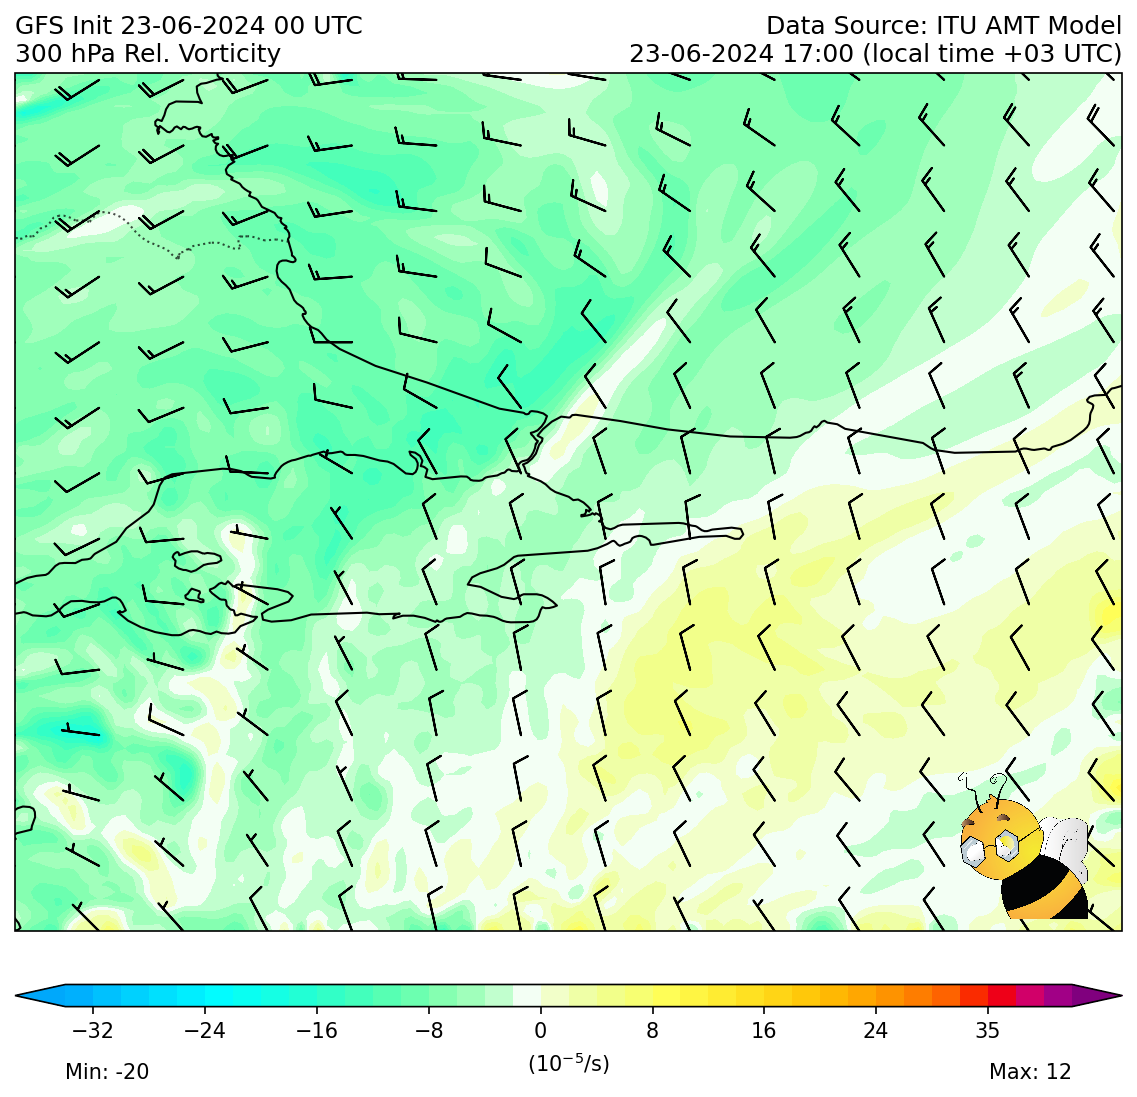 GFS Init 23-06-2024 00 UTC
Data Source: ITU AMT Model
300 hPa Rel. Vorticity
23-06-2024 17:00 (local time +03 UTC)
−32 −24 −16 −8 0 8 16 24 35
(10⁻⁵/s)
Min: -20
Max: 12